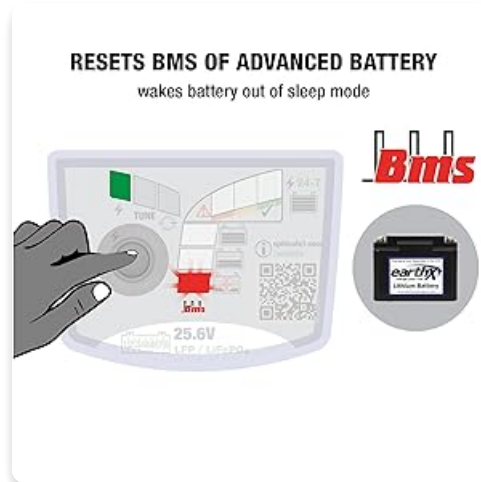 RESETS BMS OF ADVANCED BATTERY
wakes battery out of sleep mode
Bms
24-7
TUNE
earthX
Lithium Battery
Bms
25.6V
LFP / LiFePO₄